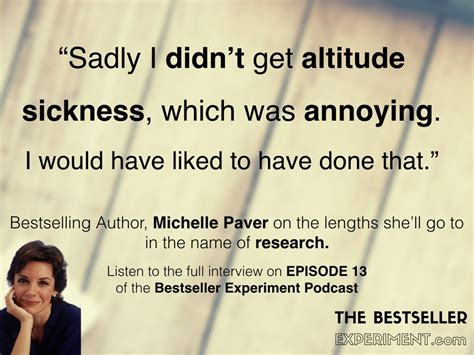 “Sadly I didn’t get altitude
sickness, which was annoying.
I would have liked to have done that.”
Bestselling Author, Michelle Paver on the lengths she’ll go to
in the name of research.
Listen to the full interview on EPISODE 13
of the Bestseller Experiment Podcast
THE BESTSELLER
EXPERIMENT.com